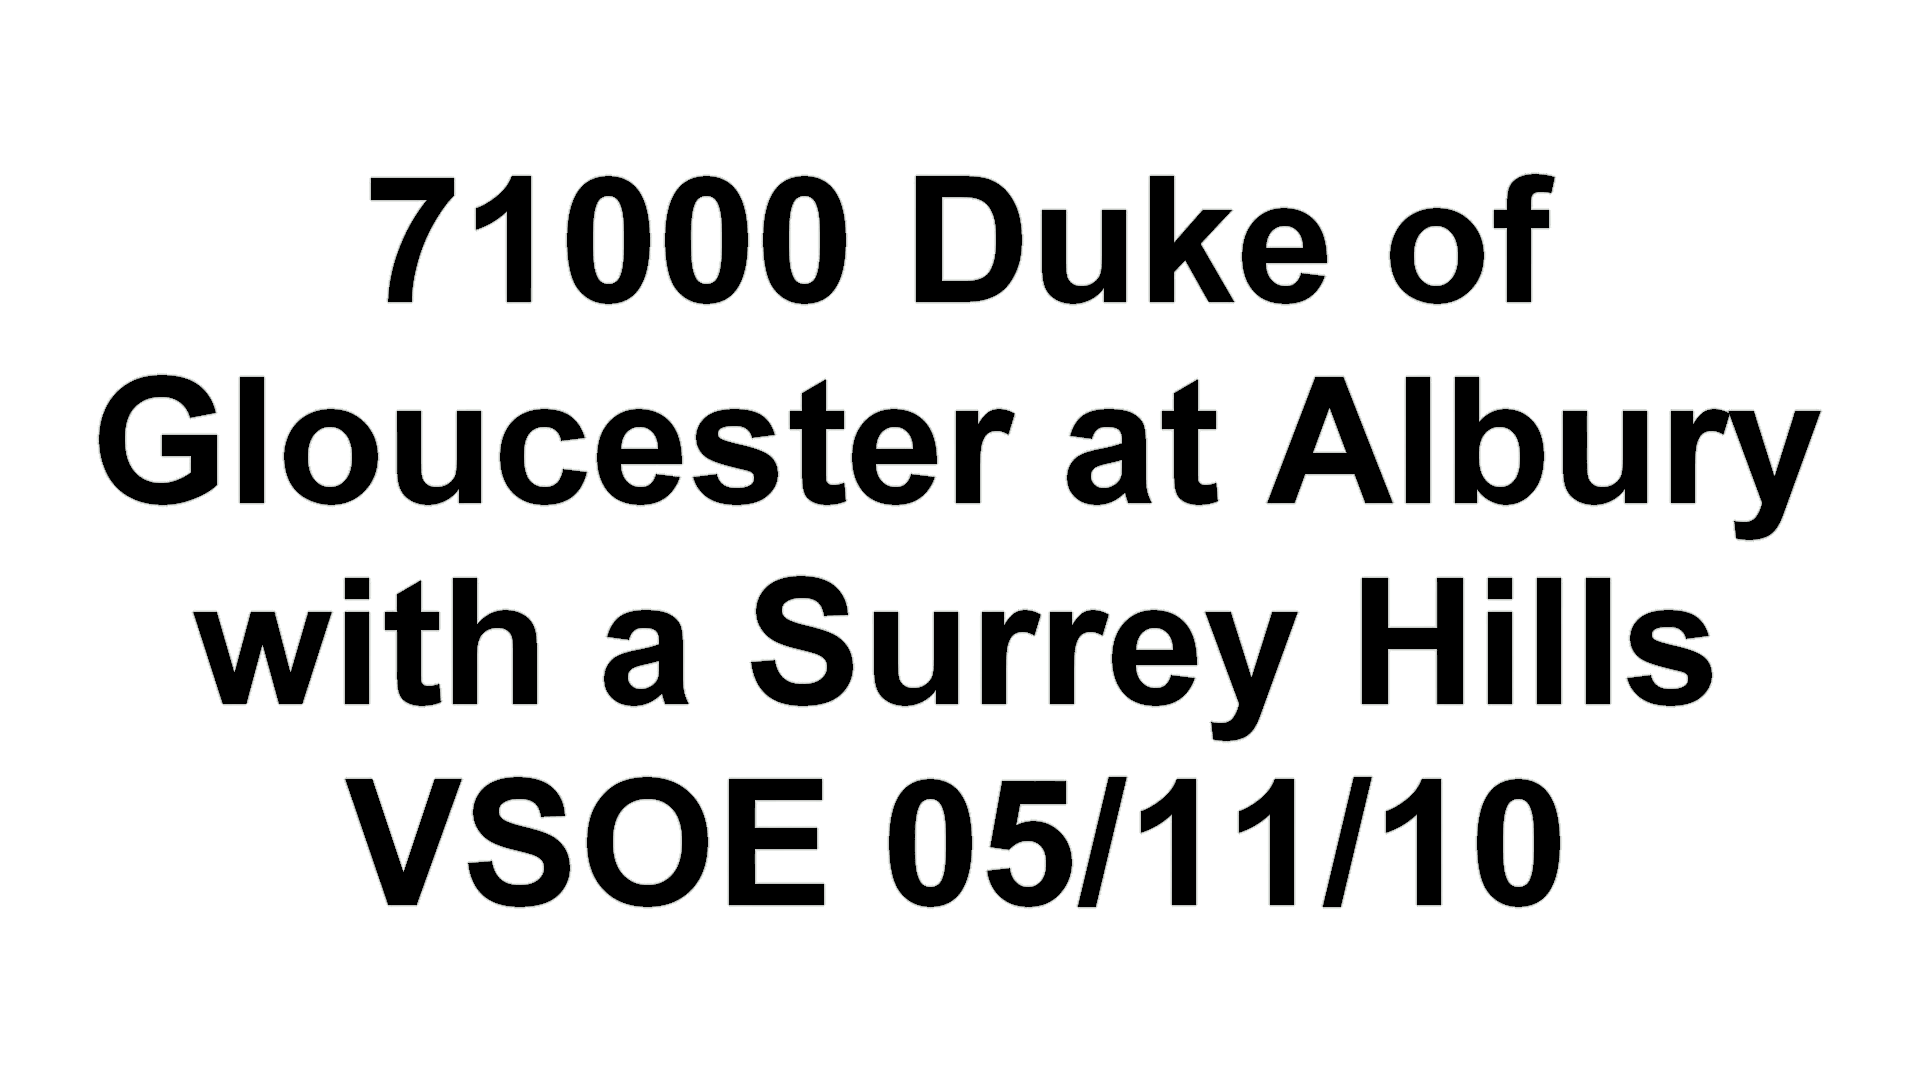 71000 Duke of
Gloucester at Albury
with a Surrey Hills
VSOE 05/11/10